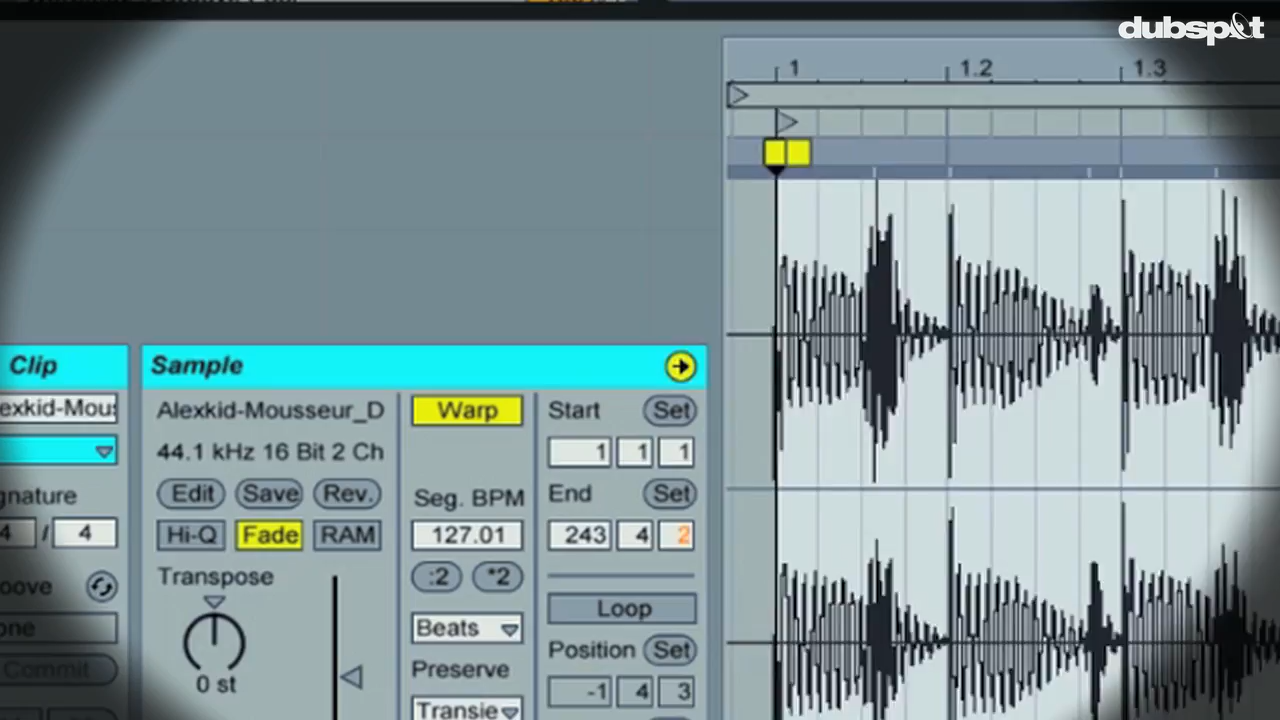 dubspot
1 1.2 1.3
Clip
Sample
exkid-Mous
Alexkid-Mousseur_D
Warp
Start Set
44.1 kHz 16 Bit 2 Ch
1 1 1
gnature
Edit Save Rev.
Seg. BPM
End Set
4 / 4
Hi-Q Fade RAM
127.01
243 4 2
oove
Transpose
:2 *2
Loop
one
Beats
Position Set
Commit
0 st
Preserve
-1 4 3
Transie